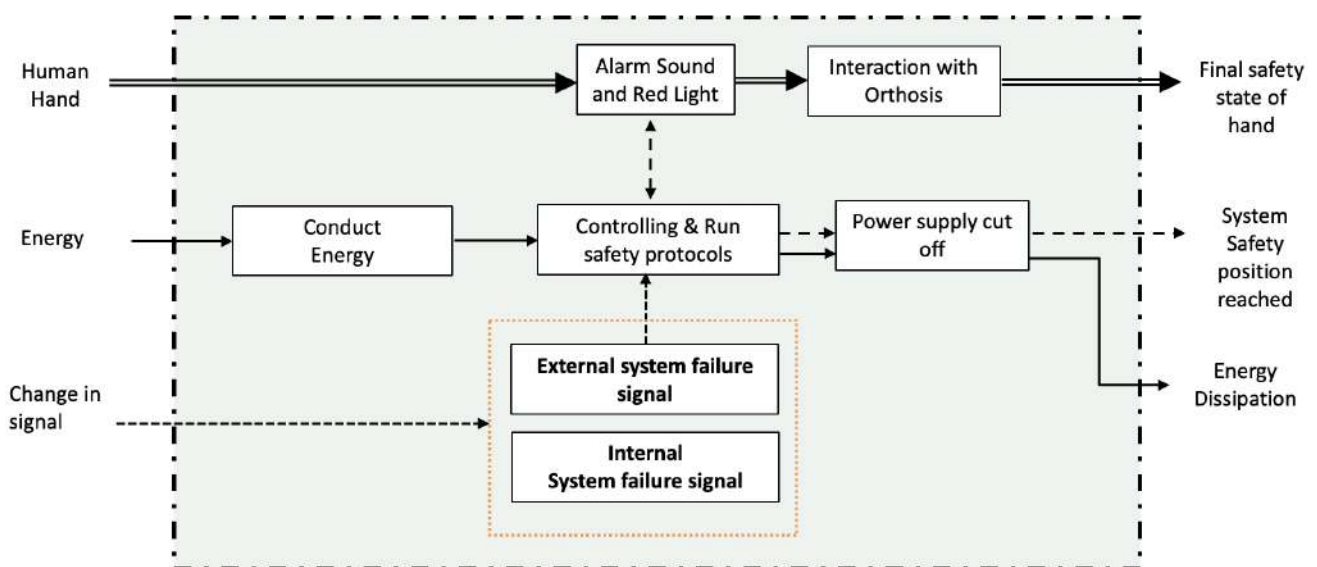 Human
Hand
Alarm Sound
and Red Light
Interaction with
Orthosis
Final safety
state of
hand
Energy
Conduct
Energy
Controlling & Run
safety protocols
Power supply cut
off
System
Safety
position
reached
Change in
signal
External system failure
signal
Internal
System failure signal
Energy
Dissipation